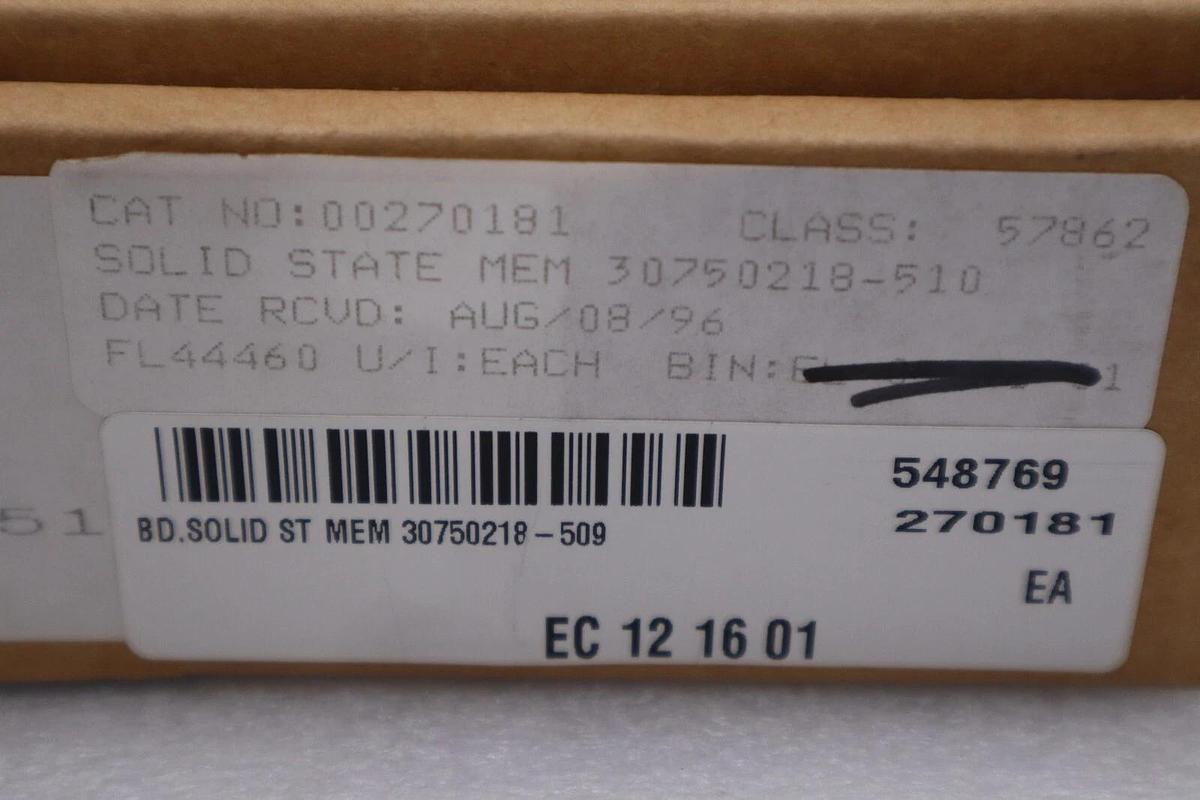 CAT NO:00270181 CLASS: 57862
SOLID STATE MEM 30750218-510
DATE RCVD: AUG/08/96
FL44460 U/I:EACH BIN:
51
548769
BD.SOLID ST MEM 30750218-509
270181
EA
EC 12 16 01